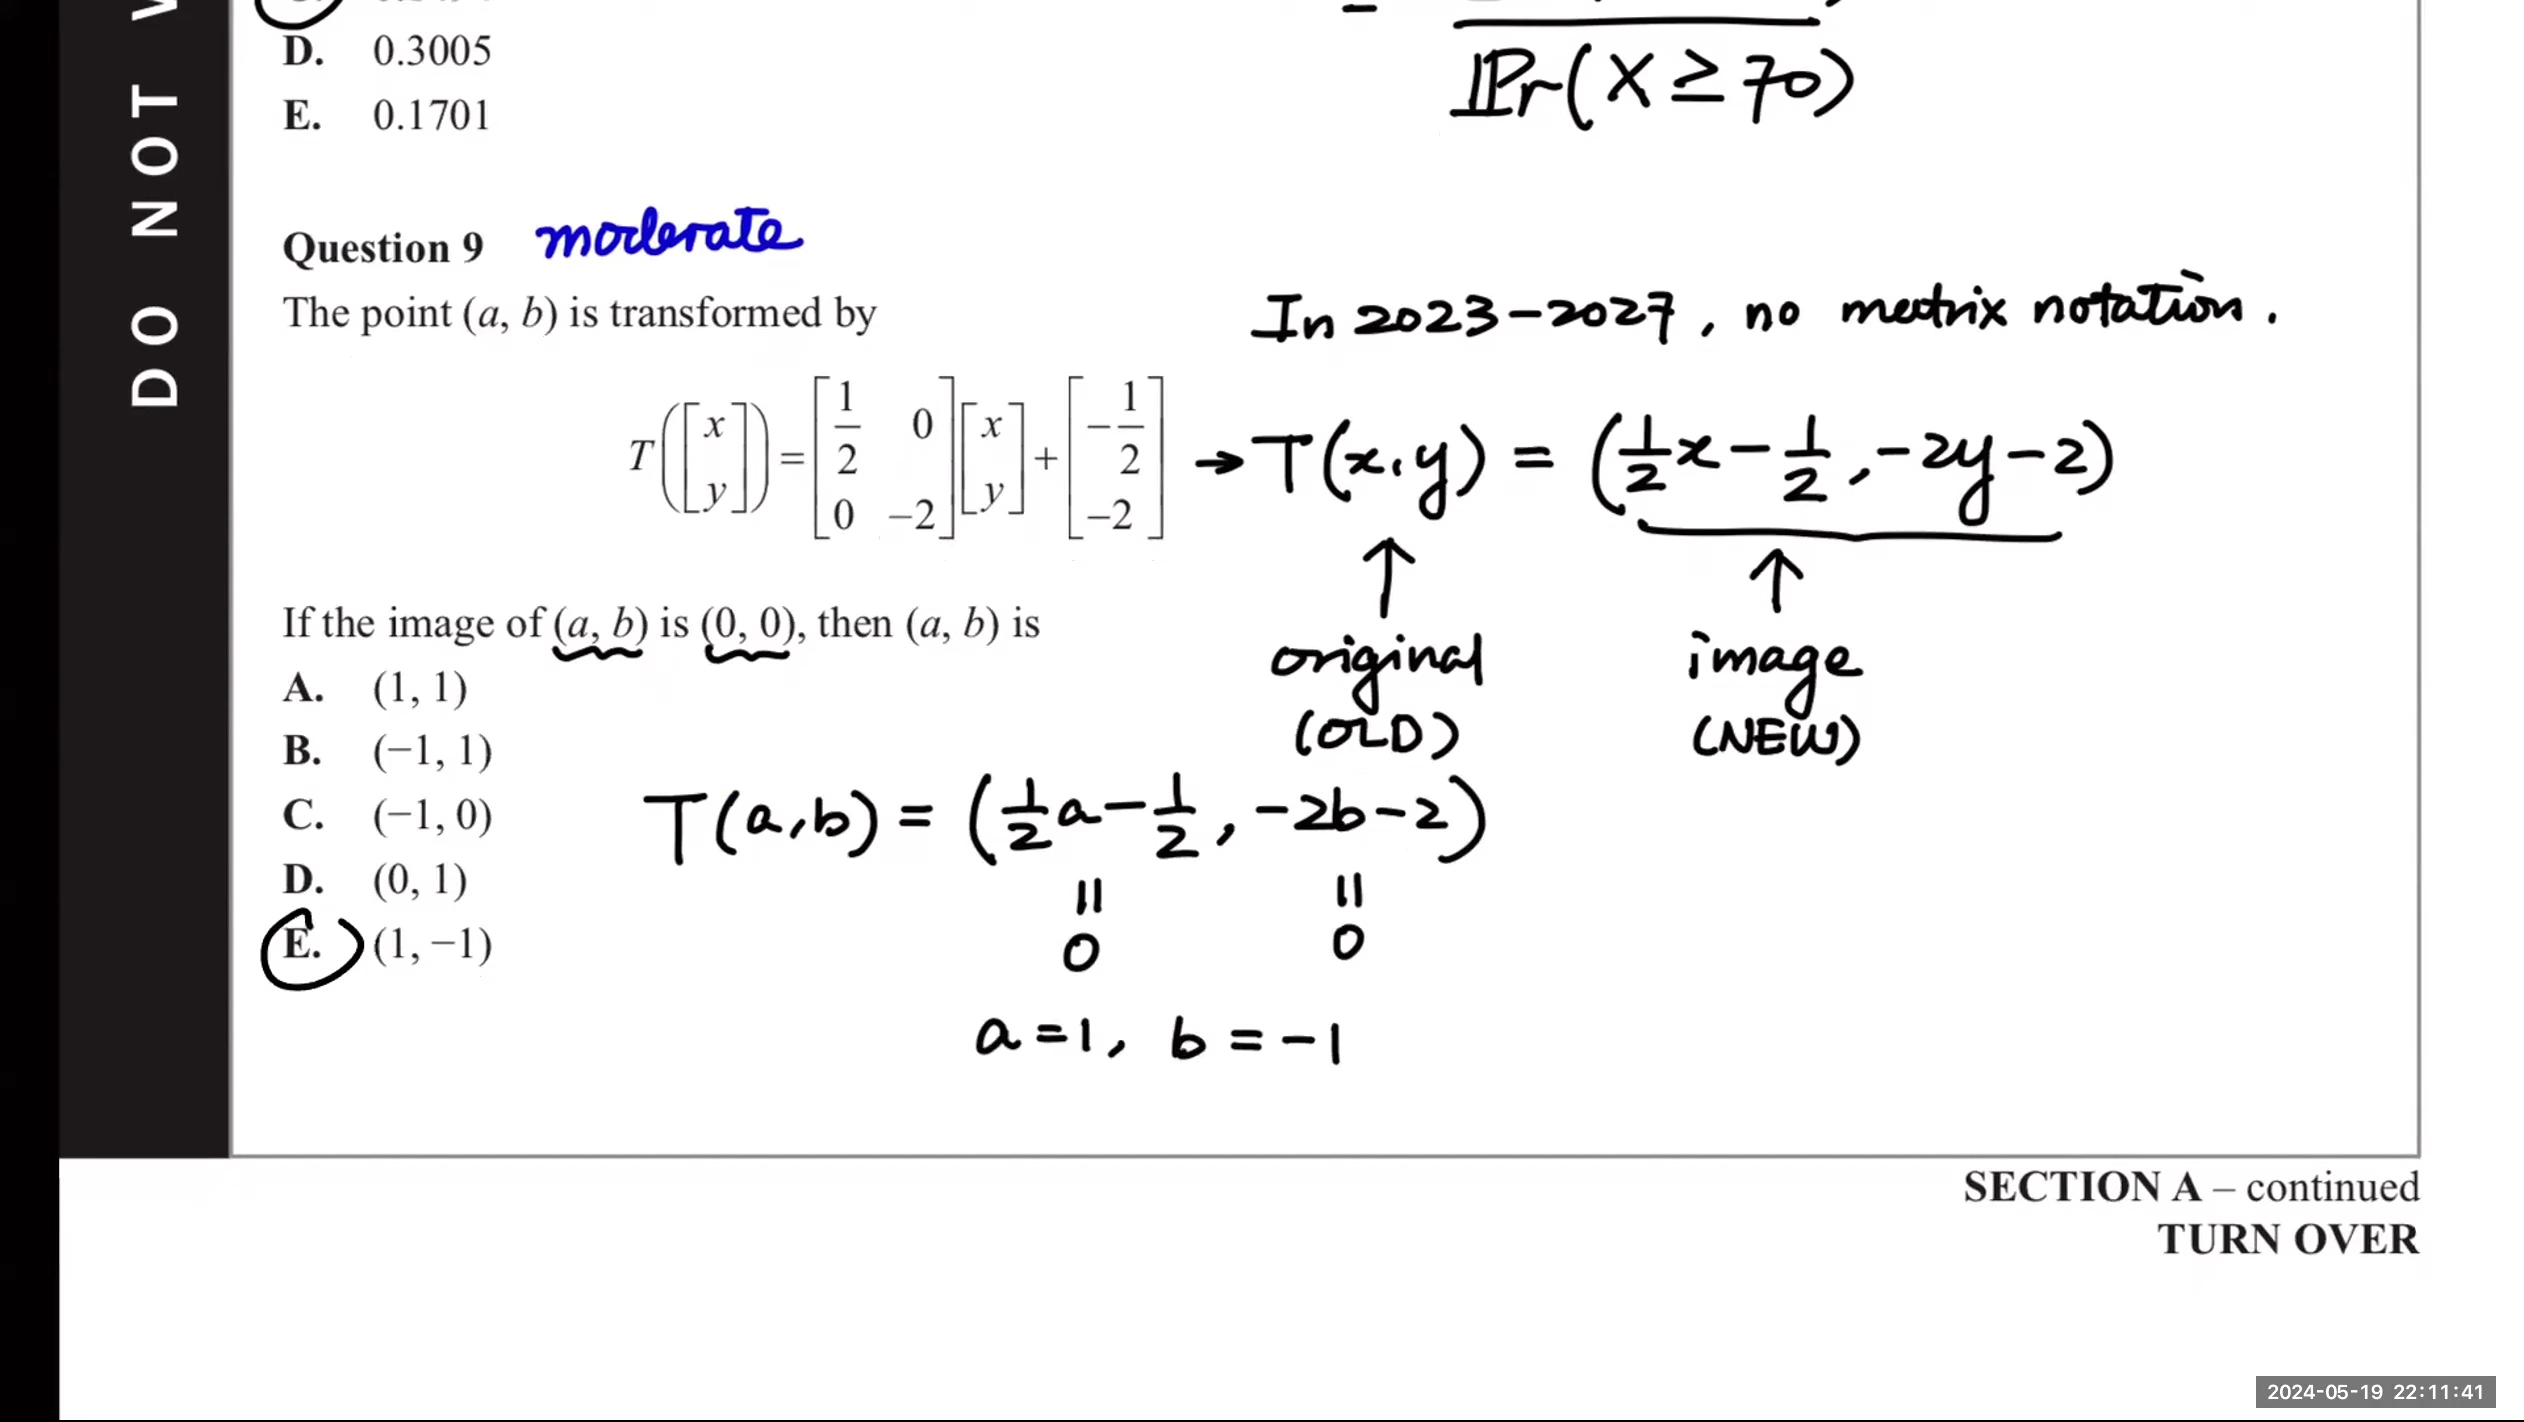 D. 0.3005
E. 0.1701
Pr(X ≥ 70)
DO NOT
Question 9 moderate
The point (a, b) is transformed by
In 2023-2027, no matrix notation.
T([x y]) = [1/2 0 0 −2][x y] + [−1/2 −2] → T(x,y) = (1/2x − 1/2, −2y − 2)
If the image of (a, b) is (0, 0), then (a, b) is
original image
(OLD) (NEW)
A. (1, 1)
B. (−1, 1)
C. (−1, 0)
D. (0, 1)
E. (1, −1)
T(a,b) = (1/2a − 1/2, −2b − 2)
= =
0 0
a = 1, b = −1
SECTION A – continued
TURN OVER
2024-05-19 22:11:41